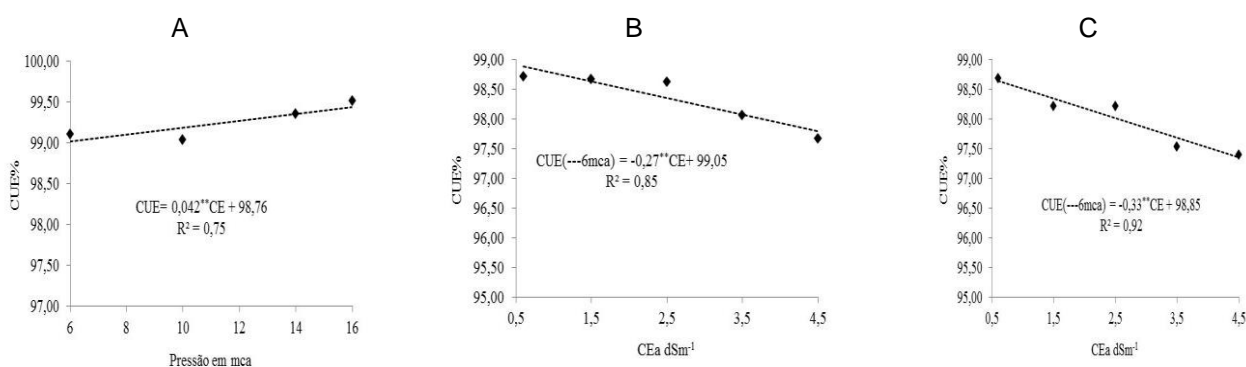 A
100,00
99,50
99,00
98,50
98,00
97,50
97,00
CUE%
CUE= 0,042**CE + 98,76
R² = 0,75
6 8 10 12 14 16
Pressão em mca
B
99,00
98,50
98,00
97,50
97,00
96,50
96,00
95,50
95,00
CUE%
CUE(---6mca) = -0,27**CE+ 99,05
R² = 0,85
0,5 1,5 2,5 3,5 4,5
CEa dSm⁻¹
C
99,00
98,50
98,00
97,50
97,00
96,50
96,00
95,50
95,00
CUE%
CUE(---6mca) = -0,33**CE + 98,85
R² = 0,92
0,5 1,5 2,5 3,5 4,5
CEa dSm⁻¹